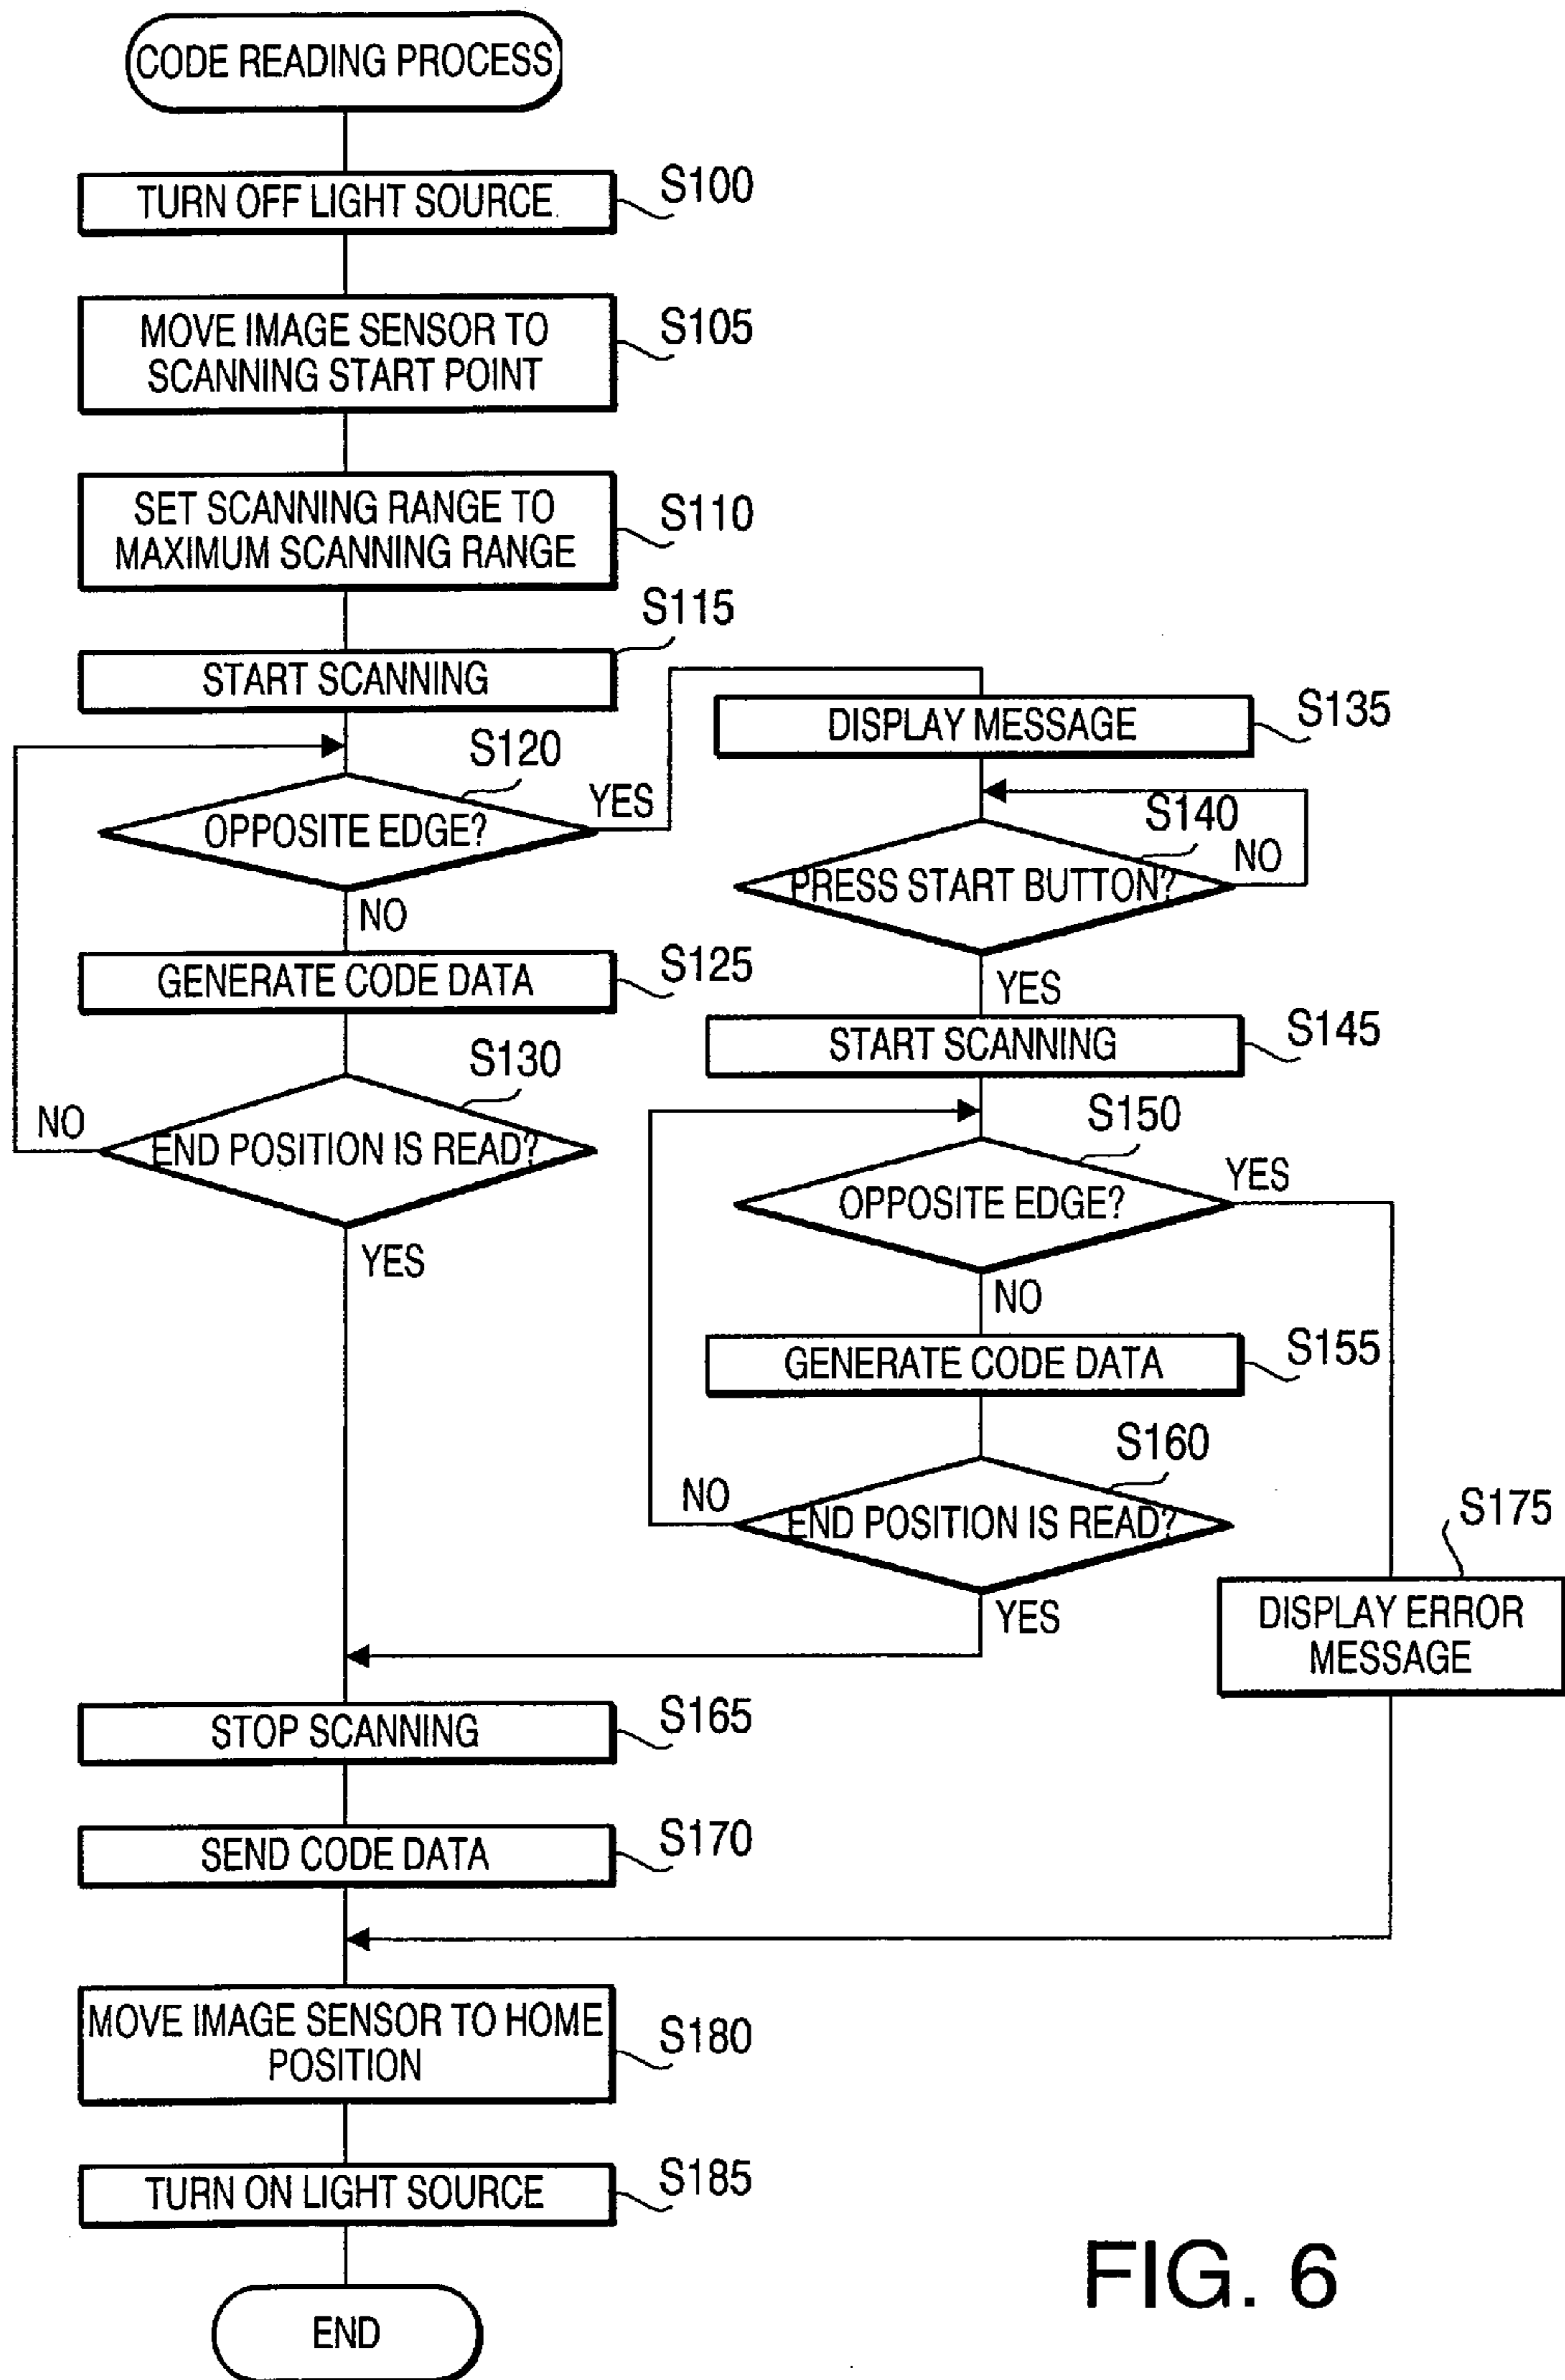 CODE READING PROCESS
TURN OFF LIGHT SOURCE
S100
MOVE IMAGE SENSOR TO
SCANNING START POINT
S105
SET SCANNING RANGE TO
MAXIMUM SCANNING RANGE
S110
START SCANNING
S115
OPPOSITE EDGE?
S120
YES
NO
GENERATE CODE DATA
S125
END POSITION IS READ?
S130
NO
YES
DISPLAY MESSAGE
S135
PRESS START BUTTON?
S140
NO
YES
START SCANNING
S145
OPPOSITE EDGE?
S150
YES
NO
GENERATE CODE DATA
S155
END POSITION IS READ?
S160
NO
YES
DISPLAY ERROR
MESSAGE
S175
STOP SCANNING
S165
SEND CODE DATA
S170
MOVE IMAGE SENSOR TO HOME
POSITION
S180
TURN ON LIGHT SOURCE
S185
END
FIG. 6